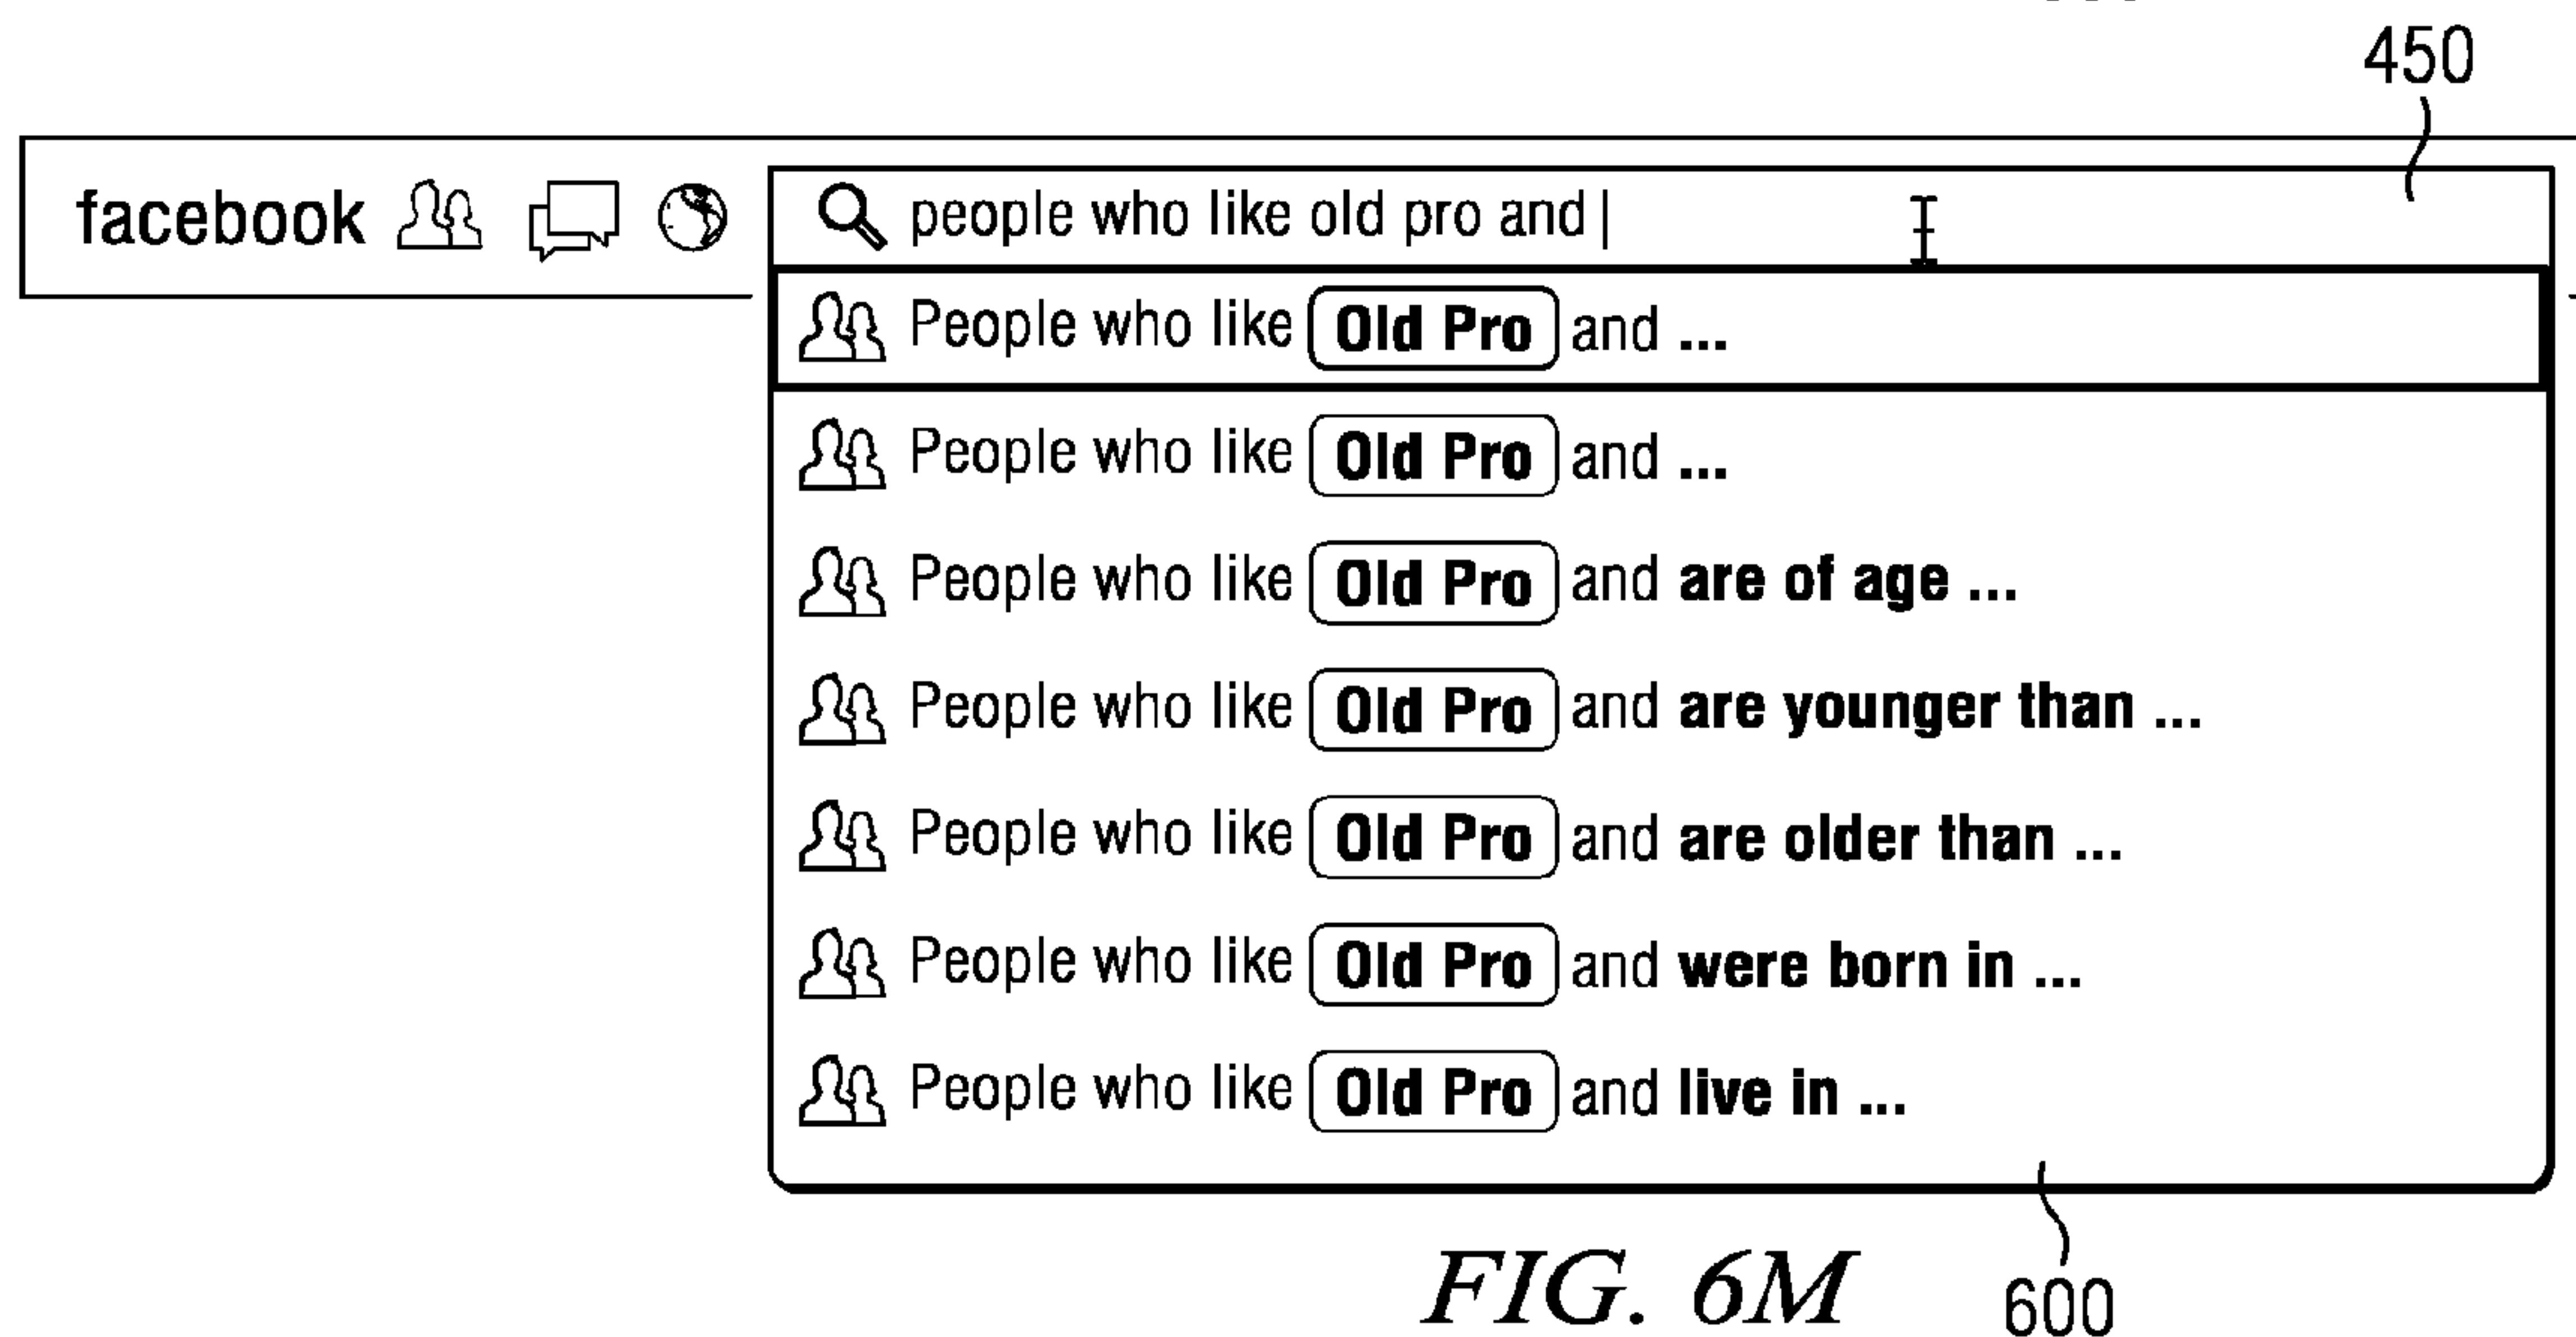 450
facebook people who like old pro and
People who like Old Pro and ...
People who like Old Pro and ...
People who like Old Pro and are of age ...
People who like Old Pro and are younger than ...
People who like Old Pro and are older than ...
People who like Old Pro and were born in ...
People who like Old Pro and live in ...
FIG. 6M
600